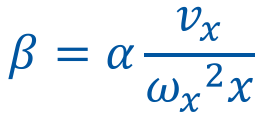 β = α vₓ / ωₓ²x